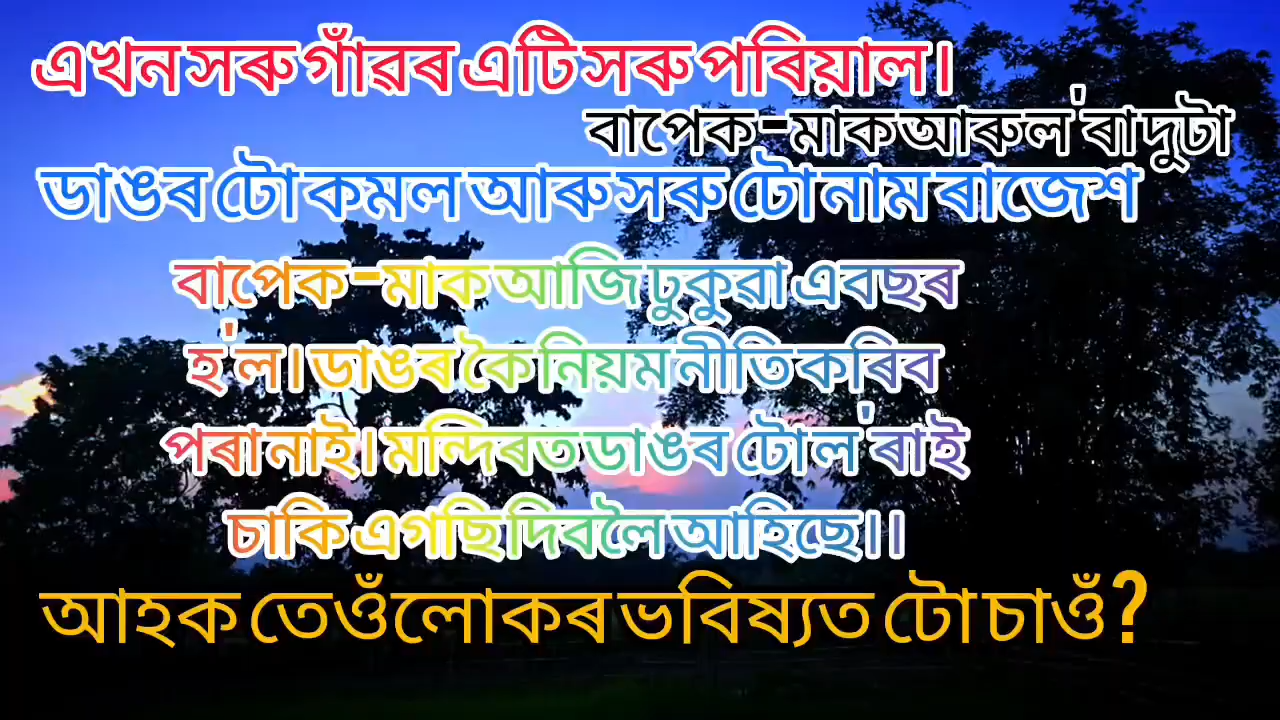 এখন সৰু গাঁৱৰ এটি সৰু পৰিয়াল।
বাপেক-মাক আৰু ল'ৰা দুটা
ডাঙৰ টো কমল আৰু সৰু টো নাম ৰাজেশ
বাপেক-মাক আজি ঢুকুৱা এবছৰ
হ'ল। ডাঙৰ কৈ নিয়ম নীতি কৰিব
পৰা নাই। মন্দিৰত ডাঙৰ টো ল'ৰাই
চাকি এগছি দিবলৈ আহিছে।।
আহক তেওঁলোকৰ ভবিষ্যত টো চাওঁ?